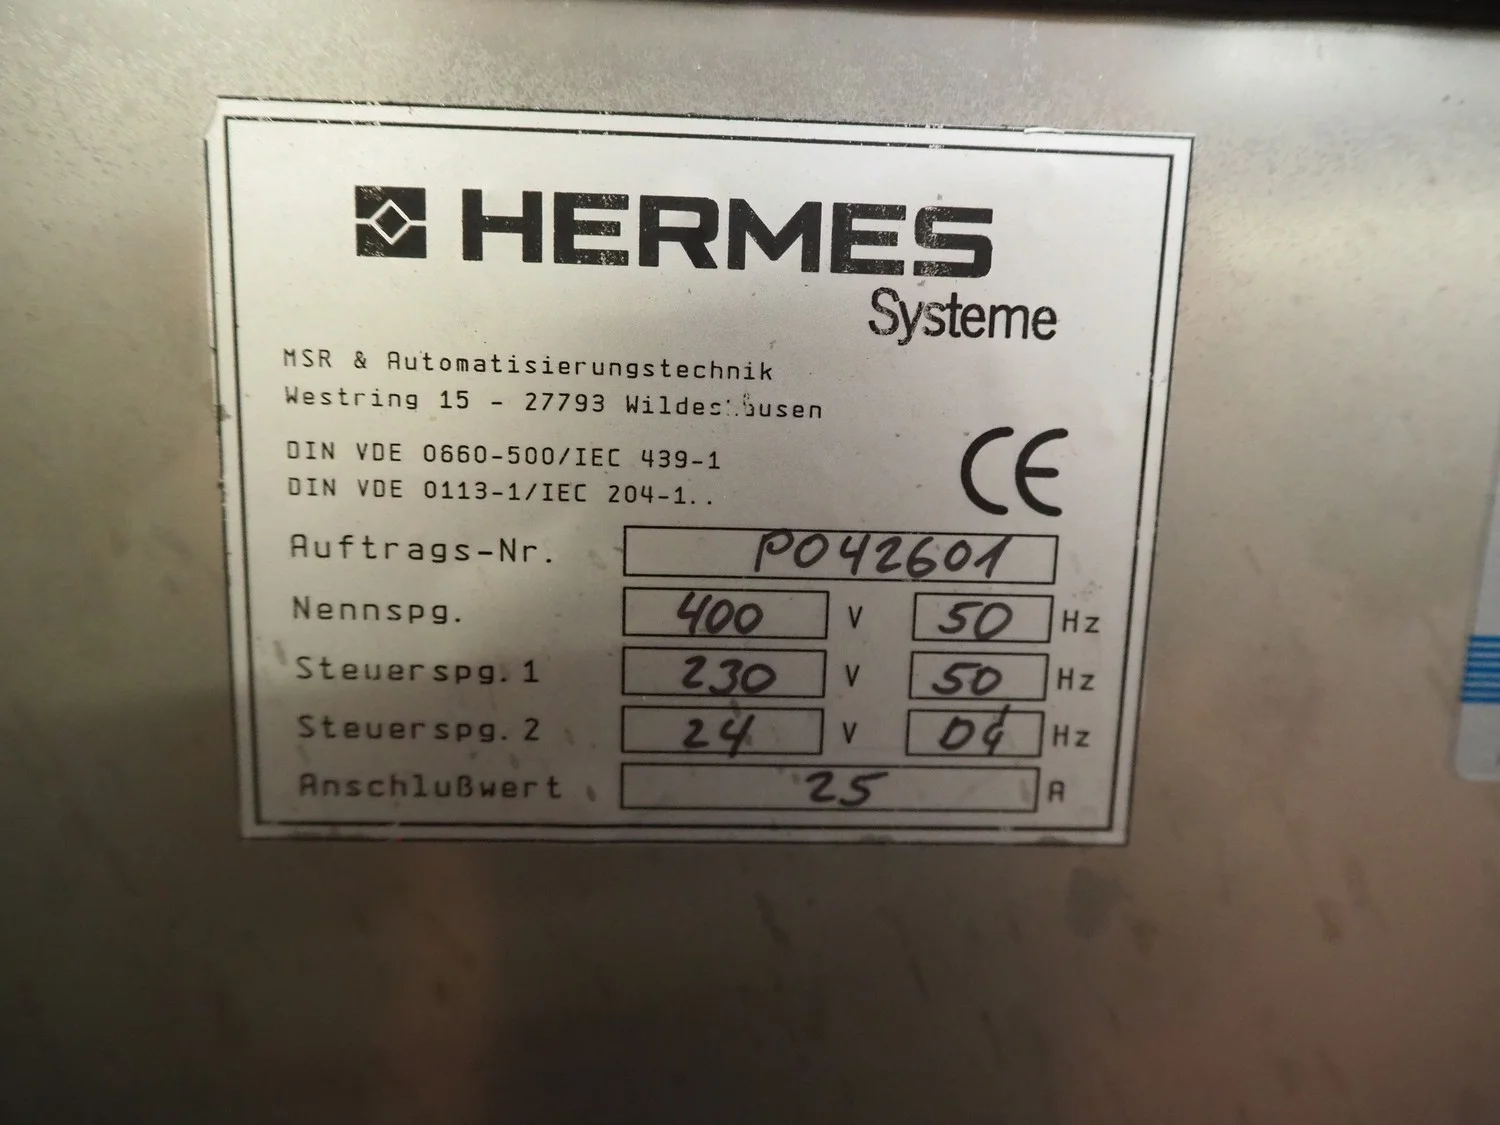 HERMES
Systeme
MSR & Automatisierungstechnik
Westring 15 - 27793 Wildeshausen
DIN VDE 0660-500/IEC 439-1
DIN VDE 0113-1/IEC 204-1..
CE
Auftrags-Nr. P042601
Nennspg. 400 V 50 Hz
Steuerspg. 1 230 V 50 Hz
Steuerspg. 2 24 V Hz
Anschlußwert 25 A